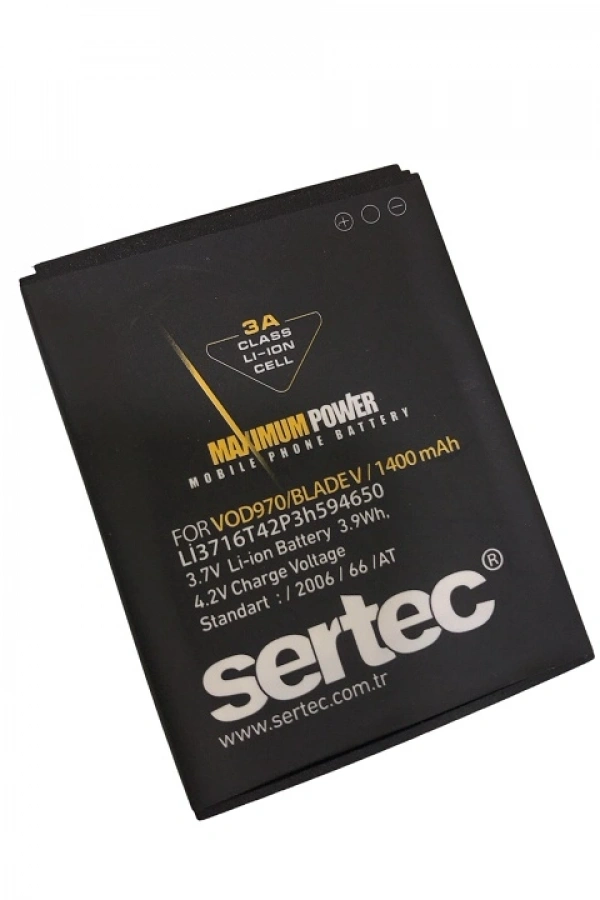 3A
CLASS
LI-ION
CELL
MAXIMUM POWER
MOBILE PHONE BATTERY
FOR VOD970/BLADE V / 1400 mAh
Li3716T42P3h594650
3.7V Li-ion Battery 3.9Wh.
4.2V Charge Voltage
Standart : / 2006 / 66 / AT
sertec®
www.sertec.com.tr